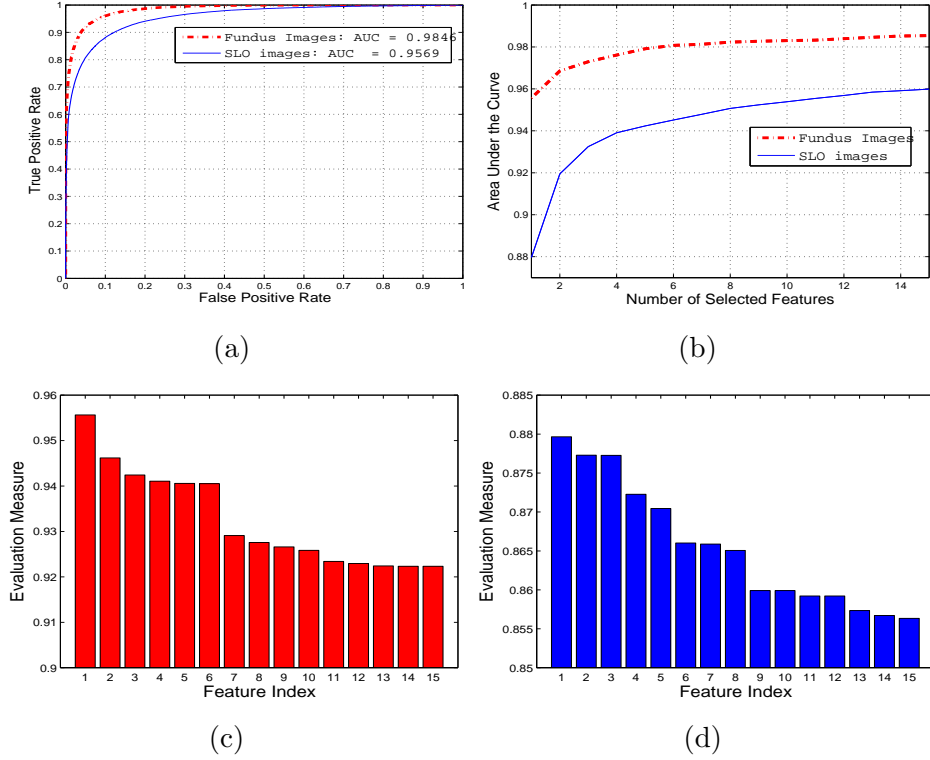 1
0.9
0.8
0.7
0.6
0.5
0.4
0.3
0.2
0.1
0
True Positive Rate
Fundus Images: AUC = 0.9846
SLO images: AUC = 0.9569
0 0.1 0.2 0.3 0.4 0.5 0.6 0.7 0.8 0.9 1
False Positive Rate
(a)
1
0.98
0.96
0.94
0.92
0.9
0.88
Area Under the Curve
Fundus Images
SLO images
2 4 6 8 10 12 14
Number of Selected Features
(b)
0.96
0.95
0.94
0.93
0.92
0.91
0.9
Evaluation Measure
1 2 3 4 5 6 7 8 9 10 11 12 13 14 15
Feature Index
(c)
0.885
0.88
0.875
0.87
0.865
0.86
0.855
0.85
Evaluation Measure
1 2 3 4 5 6 7 8 9 10 11 12 13 14 15
Feature Index
(d)